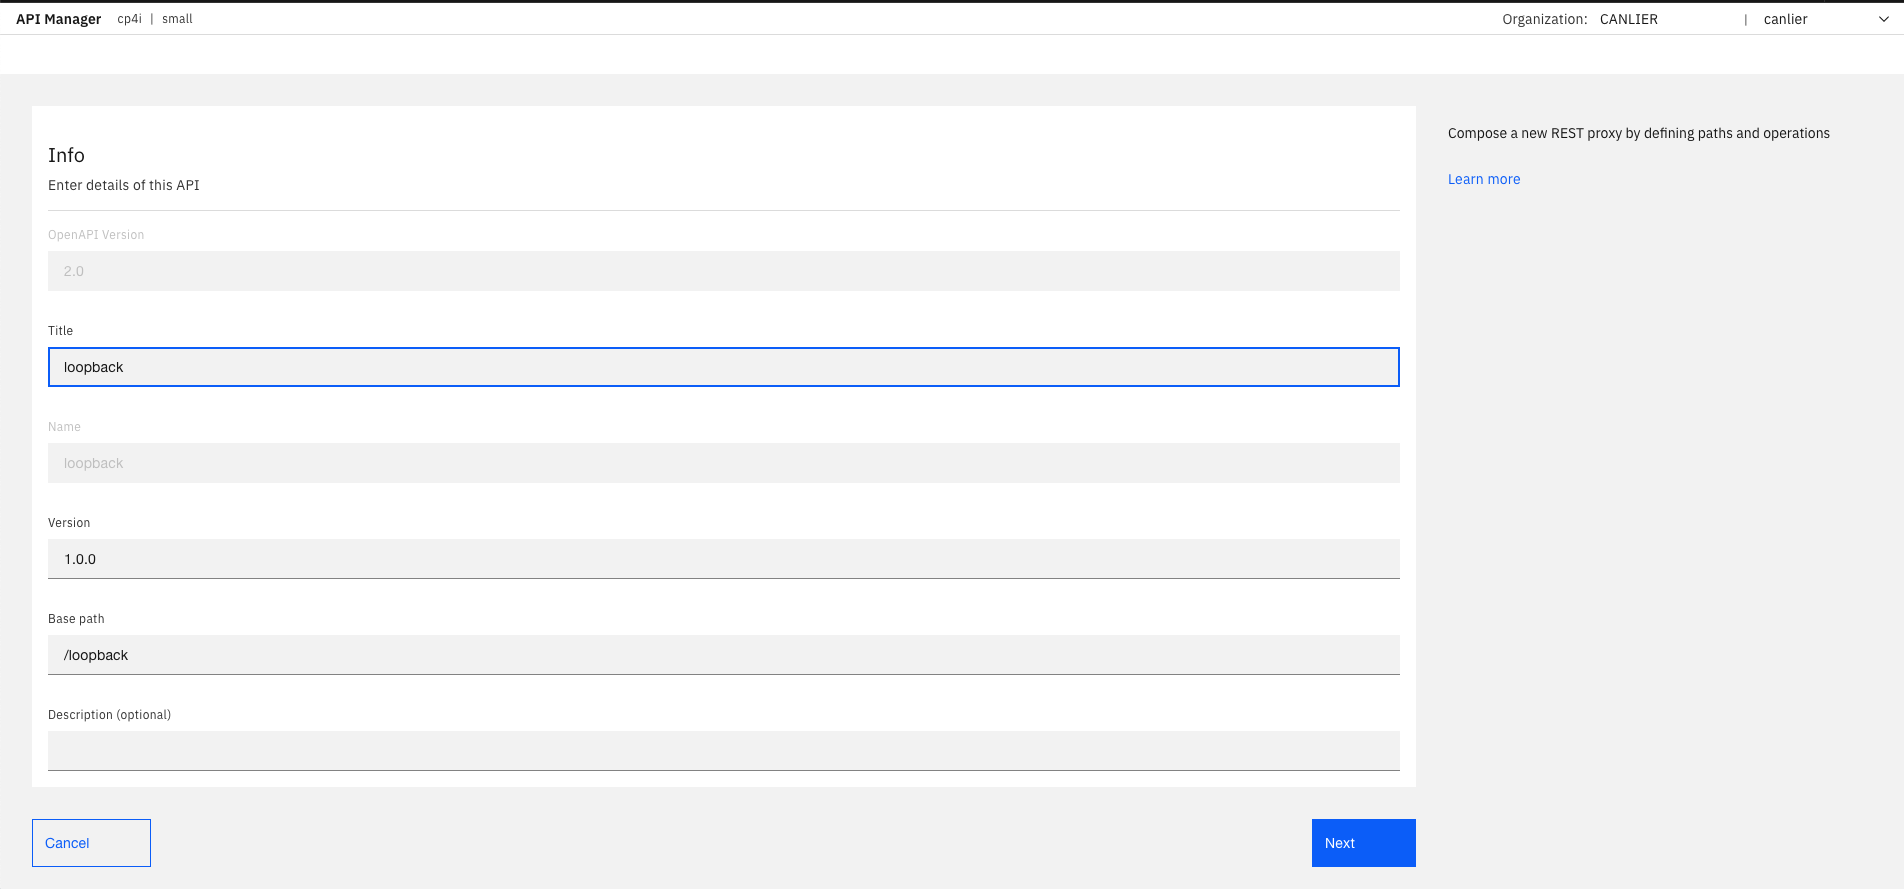 API Manager cp4i | small Organization: CANLIER | canlier
Info
Enter details of this API
Compose a new REST proxy by defining paths and operations
Learn more
OpenAPI Version
2.0
Title
loopback
Name
loopback
Version
1.0.0
Base path
/loopback
Description (optional)
Cancel Next